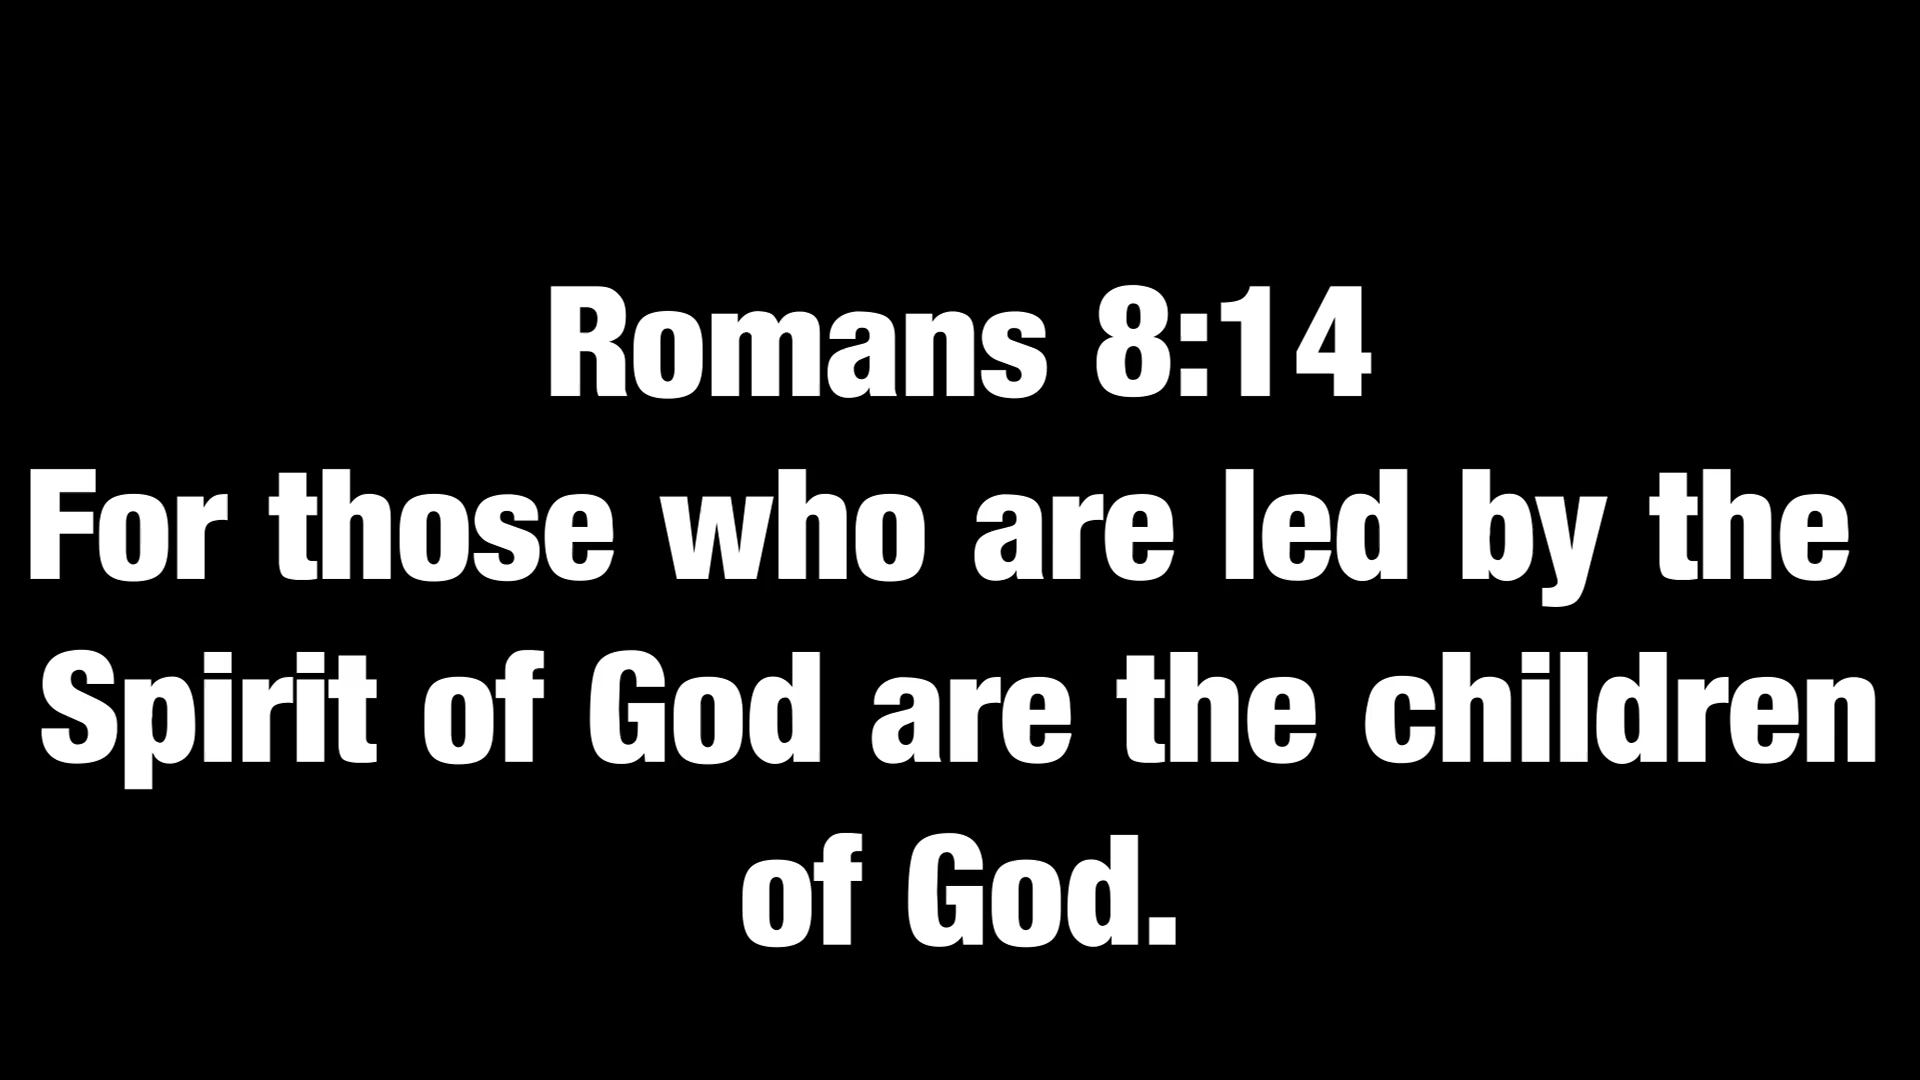 Romans 8:14
For those who are led by the
Spirit of God are the children
of God.